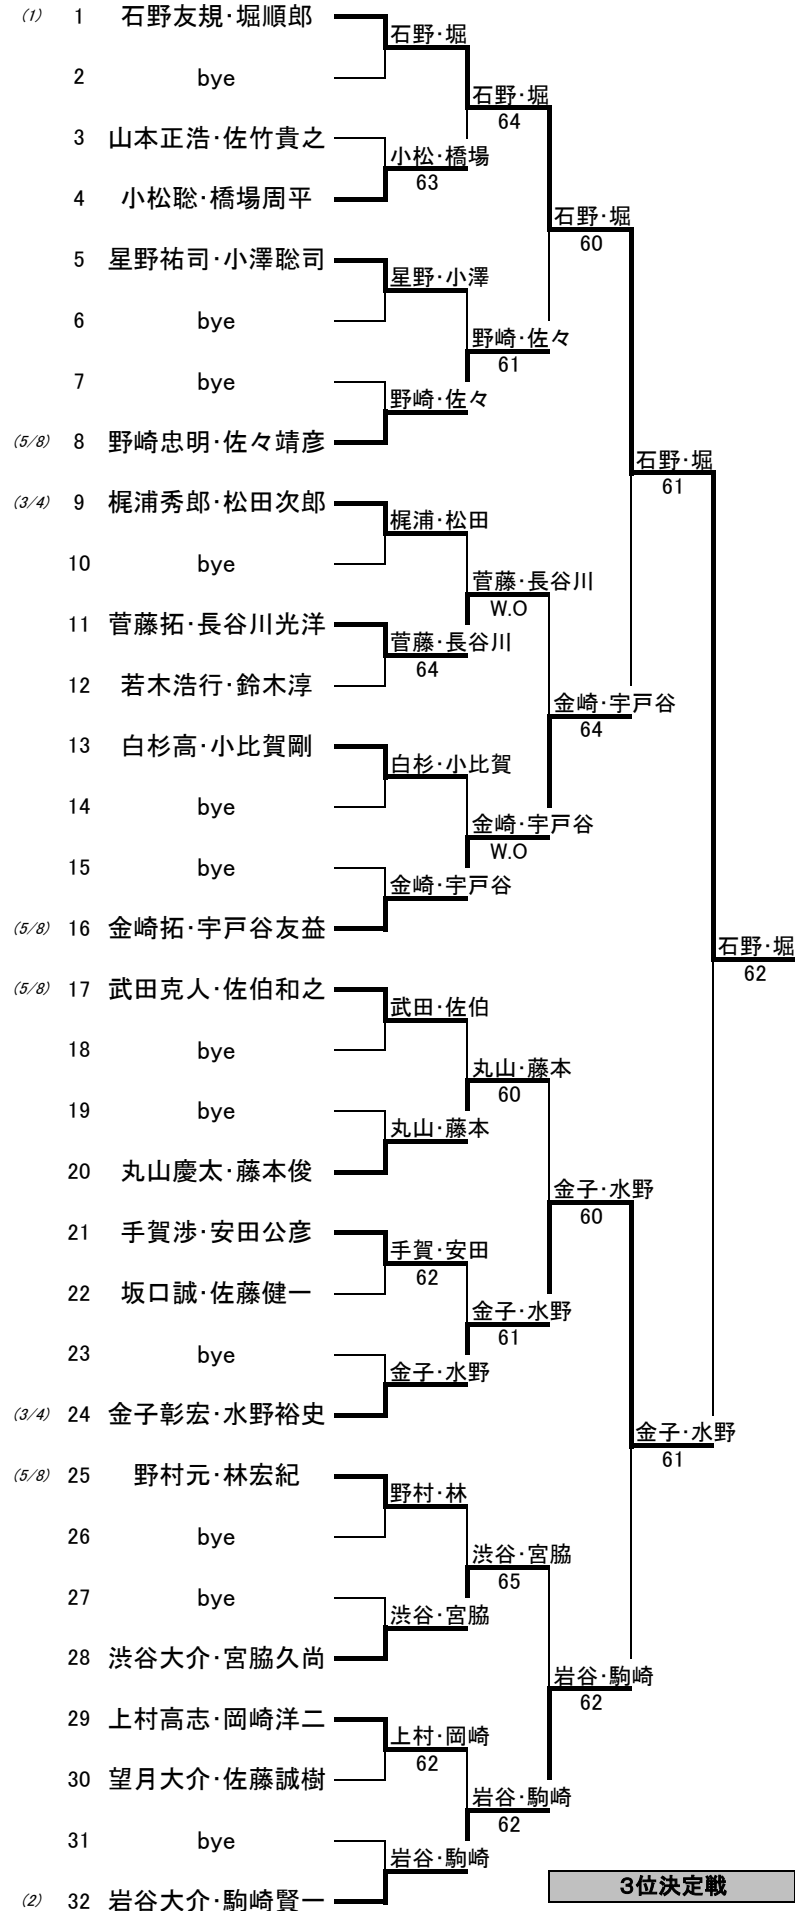 (1) 1 石野友規･堀順郎
石野･堀
2 bye
石野･堀
64
3 山本正浩･佐竹貴之
小松･橋場
63
4 小松聡･橋場周平
石野･堀
60
5 星野祐司･小澤聡司
星野･小澤
6 bye
野崎･佐々
61
7 bye
野崎･佐々
(5/8) 8 野崎忠明･佐々靖彦
石野･堀
61
(3/4) 9 梶浦秀郎･松田次郎
梶浦･松田
10 bye
菅藤･長谷川
W.O
11 菅藤拓･長谷川光洋
菅藤･長谷川
64
12 若木浩行･鈴木淳
金崎･宇戸谷
64
13 白杉高･小比賀剛
白杉･小比賀
14 bye
金崎･宇戸谷
W.O
15 bye
金崎･宇戸谷
(5/8) 16 金崎拓･宇戸谷友益
石野･堀
62
(5/8) 17 武田克人･佐伯和之
武田･佐伯
18 bye
丸山･藤本
60
19 bye
丸山･藤本
20 丸山慶太･藤本俊
金子･水野
60
21 手賀渉･安田公彦
手賀･安田
62
22 坂口誠･佐藤健一
金子･水野
61
23 bye
金子･水野
(3/4) 24 金子彰宏･水野裕史
金子･水野
61
(5/8) 25 野村元･林宏紀
野村･林
26 bye
渋谷･宮脇
65
27 bye
渋谷･宮脇
28 渋谷大介･宮脇久尚
岩谷･駒崎
62
29 上村高志･岡崎洋二
上村･岡崎
62
30 望月大介･佐藤誠樹
岩谷･駒崎
62
31 bye
岩谷･駒崎
(2) 32 岩谷大介･駒崎賢一
3位決定戦